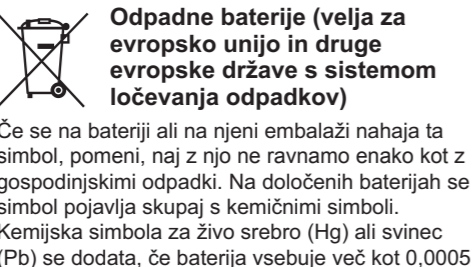 Odpadne baterije (velja za
evropsko unijo in druge
evropske države s sistemom
ločevanja odpadkov)
Če se na bateriji ali na njeni embalaži nahaja ta
simbol, pomeni, naj z njo ne ravnamo enako kot z
gospodinjskimi odpadki. Na določenih baterijah se
simbol pojavlja skupaj s kemičnimi simboli.
Kemijska simbola za živo srebro (Hg) ali svinec
(Pb) se dodata, če baterija vsebuje več kot 0,0005